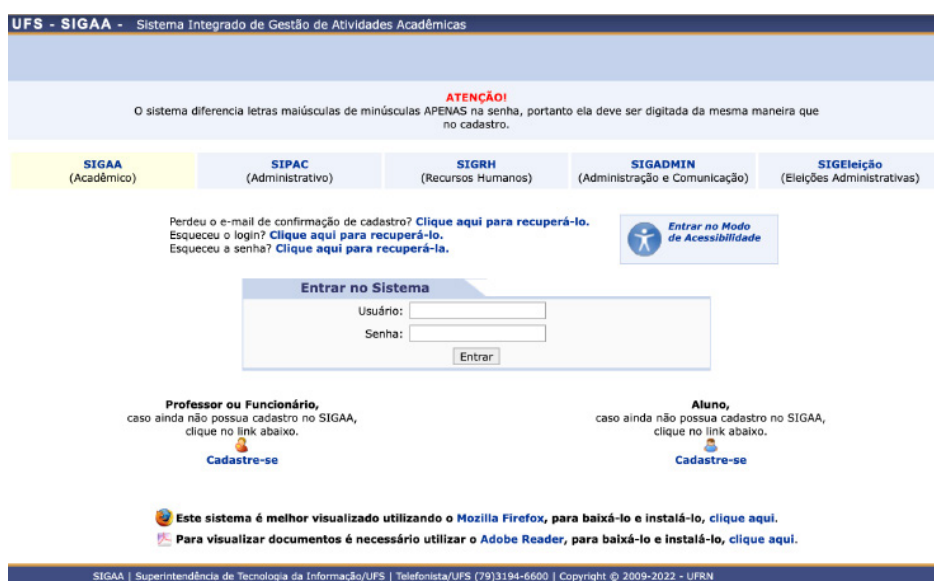 UFS - SIGAA - Sistema Integrado de Gestão de Atividades Acadêmicas
ATENÇÃO!
O sistema diferencia letras maiúsculas de minúsculas APENAS na senha, portanto ela deve ser digitada da mesma maneira que
no cadastro.
SIGAA SIPAC SIGRH SIGADMIN SIGEleição
(Acadêmico) (Administrativo) (Recursos Humanos) (Administração e Comunicação) (Eleições Administrativas)
Perdeu o e-mail de confirmação de cadastro? Clique aqui para recuperá-lo.
Esqueceu o login? Clique aqui para recuperá-lo.
Esqueceu a senha? Clique aqui para recuperá-la.
Entrar no Modo
de Acessibilidade
Entrar no Sistema
Usuário:
Senha:
Entrar
Professor ou Funcionário,
caso ainda não possua cadastro no SIGAA,
clique no link abaixo.
Cadastre-se
Aluno,
caso ainda não possua cadastro no SIGAA,
clique no link abaixo.
Cadastre-se
Este sistema é melhor visualizado utilizando o Mozilla Firefox, para baixá-lo e instalá-lo, clique aqui.
Para visualizar documentos é necessário utilizar o Adobe Reader, para baixá-lo e instalá-lo, clique aqui.
SIGAA | Superintendência de Tecnologia da Informação/UFS | Telefonista/UFS (79)3194-6600 | Copyright © 2009-2022 - UFRN